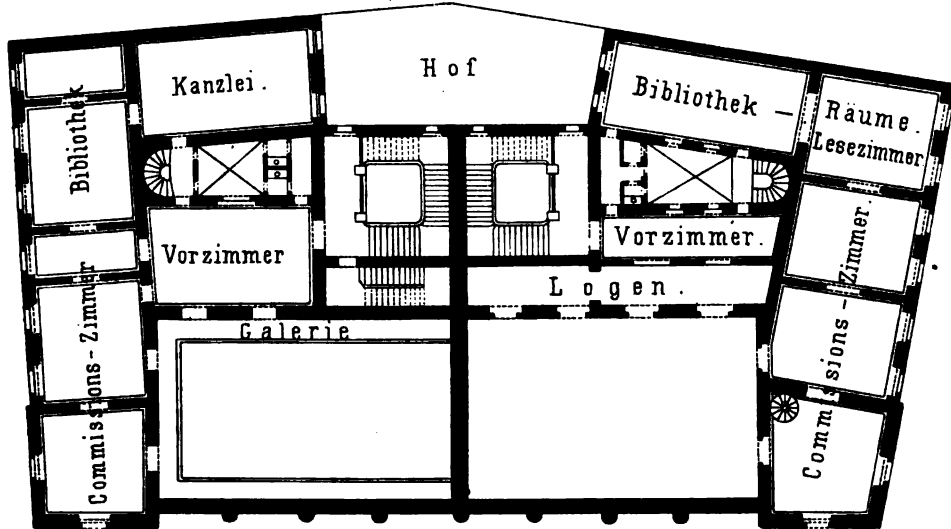 Hof
Kanzlei.
Bibliothek
Bibliothek —
Räume.
Lesezimmer
Vorzimmer
Vorzimmer.
Logen.
Galerie
Commissions-Zimmer
Commissions-Zimmer.